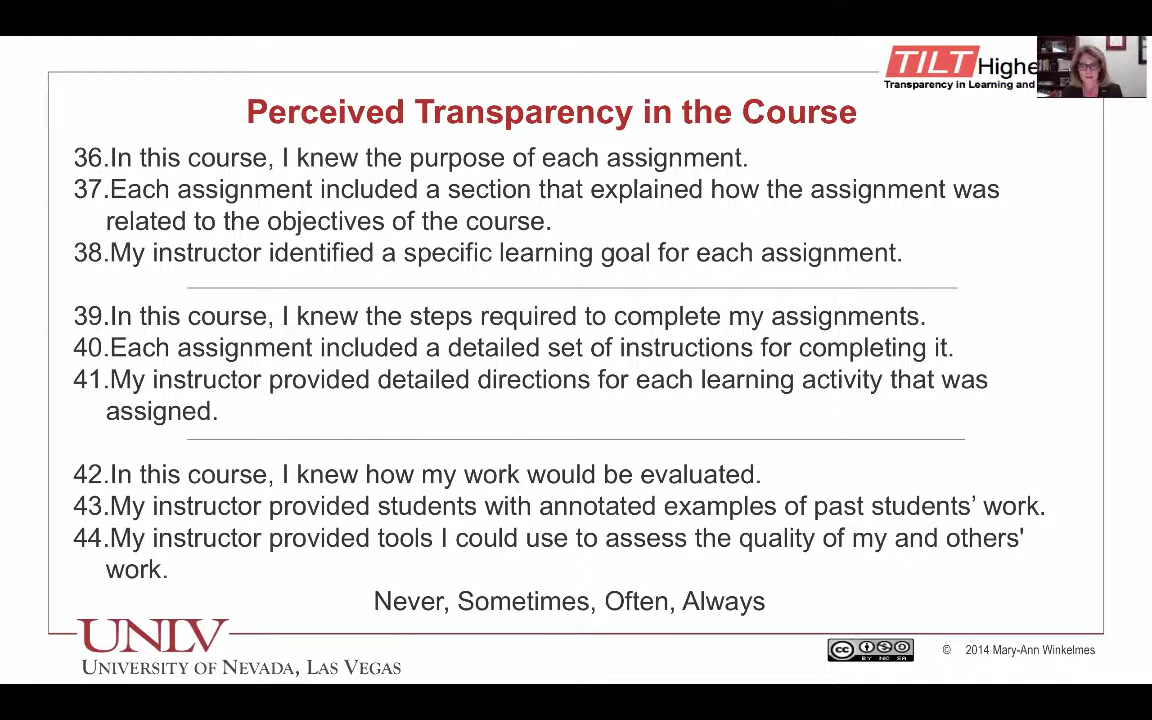 TILT Highe
Transparency in Learning and
Perceived Transparency in the Course
36.In this course, I knew the purpose of each assignment.
37.Each assignment included a section that explained how the assignment was
related to the objectives of the course.
38.My instructor identified a specific learning goal for each assignment.
39.In this course, I knew the steps required to complete my assignments.
40.Each assignment included a detailed set of instructions for completing it.
41.My instructor provided detailed directions for each learning activity that was
assigned.
42.In this course, I knew how my work would be evaluated.
43.My instructor provided students with annotated examples of past students’ work.
44.My instructor provided tools I could use to assess the quality of my and others'
work.
Never, Sometimes, Often, Always
UNLV
UNIVERSITY OF NEVADA, LAS VEGAS
cc BY NC SA
© 2014 Mary-Ann Winkelmes